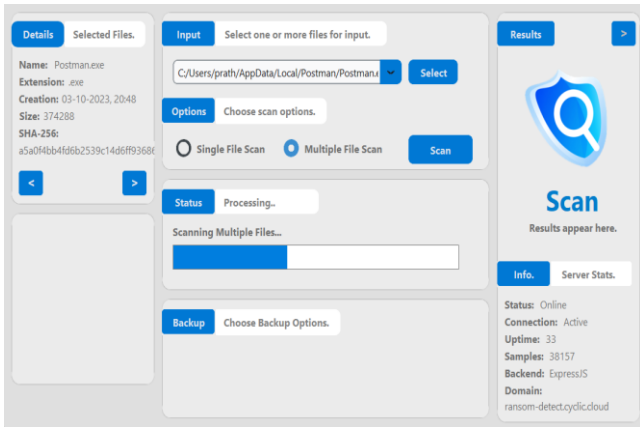 Details
Selected Files.
Name: Postman.exe
Extension: .exe
Creation: 03-10-2023, 20:48
Size: 374288
SHA-256:
a5a0f4bb4fd6b2539c14d6ff93686
<
>
Input
Select one or more files for input.
C:/Users/prath/AppData/Local/Postman/Postman.e
Select
Options
Choose scan options.
Single File Scan
Multiple File Scan
Scan
Status
Processing..
Scanning Multiple Files...
Backup
Choose Backup Options.
Results
>
Scan
Results appear here.
Info.
Server Stats.
Status: Online
Connection: Active
Uptime: 33
Samples: 38157
Backend: ExpressJS
Domain:
ransom-detect.cyclic.cloud